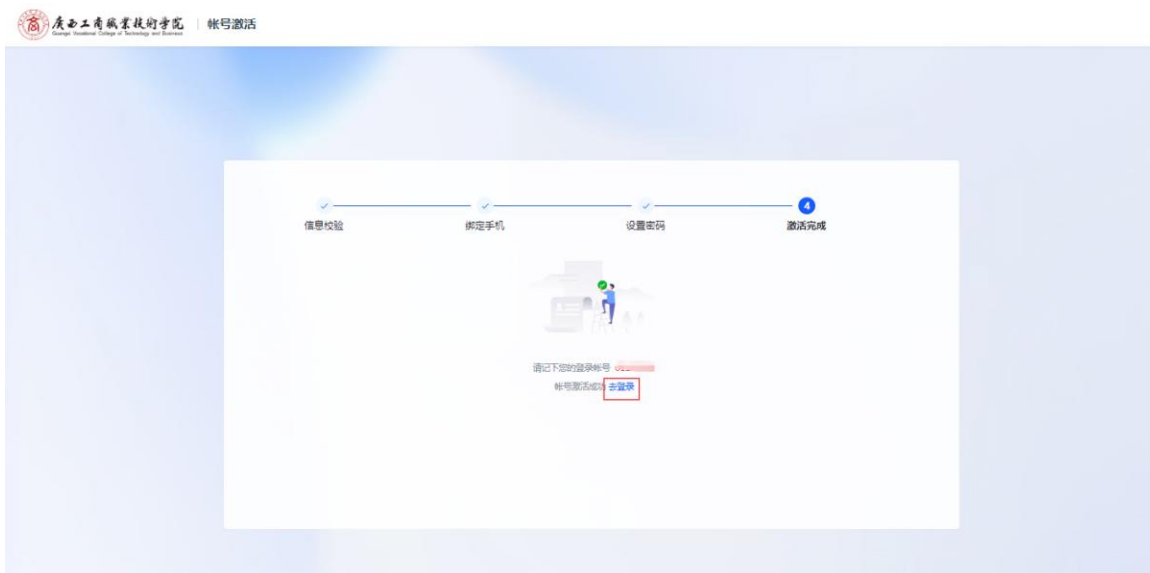 广西工商职业技术学院
Guangxi Vocational College of Technology and Business
帐号激活
4
信息校验
绑定手机
设置密码
激活完成
请记下您的登录帐号
帐号激活成功 去登录